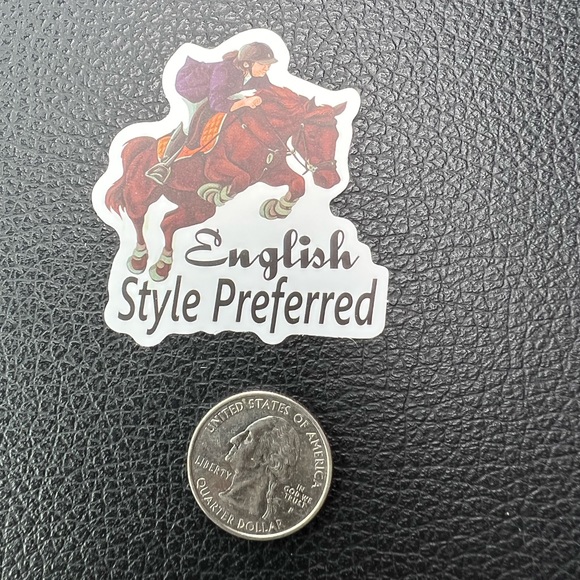 English
Style Preferred
UNITED STATES OF AMERICA
LIBERTY
IN
GOD WE
TRUST
P
QUARTER DOLLAR